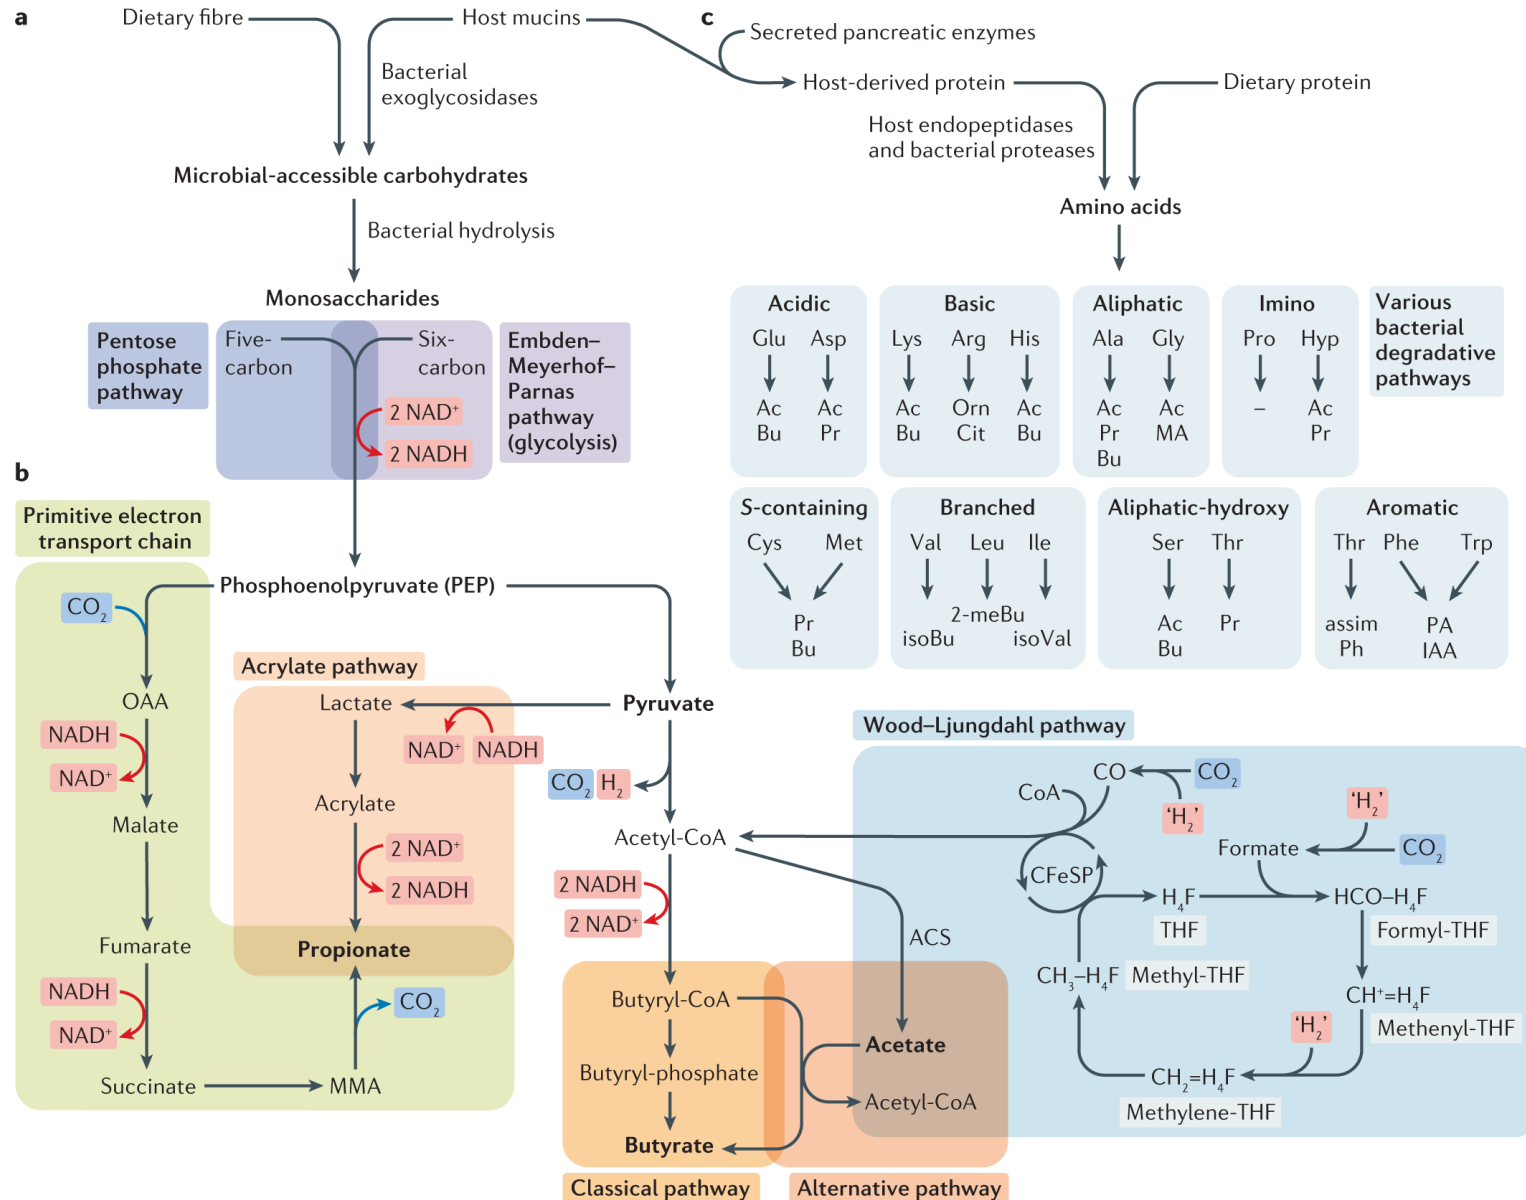 a
Dietary fibre
Host mucins
Bacterial
exoglycosidases
Microbial-accessible carbohydrates
Bacterial hydrolysis
Monosaccharides
Pentose
phosphate
pathway
Five-
carbon
Six-
carbon
2 NAD⁺
2 NADH
Embden–
Meyerhof–
Parnas
pathway
(glycolysis)
b
Primitive electron
transport chain
Phosphoenolpyruvate (PEP)
CO₂
OAA
NADH
NAD⁺
Malate
Fumarate
NADH
NAD⁺
Succinate
MMA
CO₂
Acrylate pathway
Lactate
NAD⁺
NADH
Acrylate
2 NAD⁺
2 NADH
Propionate
Pyruvate
CO₂
H₂
Acetyl-CoA
2 NADH
2 NAD⁺
ACS
Butyryl-CoA
Butyryl-phosphate
Butyrate
Acetate
Acetyl-CoA
Classical pathway
Alternative pathway
Wood–Ljungdahl pathway
CoA
CO
CO₂
‘H₂’
‘H₂’
Formate
CO₂
CFeSP
H₄F
THF
HCO–H₄F
Formyl-THF
CH₃–H₄F
Methyl-THF
CH⁺=H₄F
Methenyl-THF
‘H₂’
CH₂=H₄F
Methylene-THF
c
Secreted pancreatic enzymes
Host-derived protein
Dietary protein
Host endopeptidases
and bacterial proteases
Amino acids
Acidic
Glu Asp
Ac Ac
Bu Pr
Basic
Lys Arg His
Ac Orn Ac
Bu Cit Bu
Aliphatic
Ala Gly
Ac Ac
Pr MA
Bu
Imino
Pro Hyp
– Ac
Pr
Various
bacterial
degradative
pathways
S-containing
Cys Met
Pr
Bu
Branched
Val Leu Ile
2-meBu
isoBu isoVal
Aliphatic-hydroxy
Ser Thr
Ac Pr
Bu
Aromatic
Thr Phe Trp
assim PA
Ph IAA